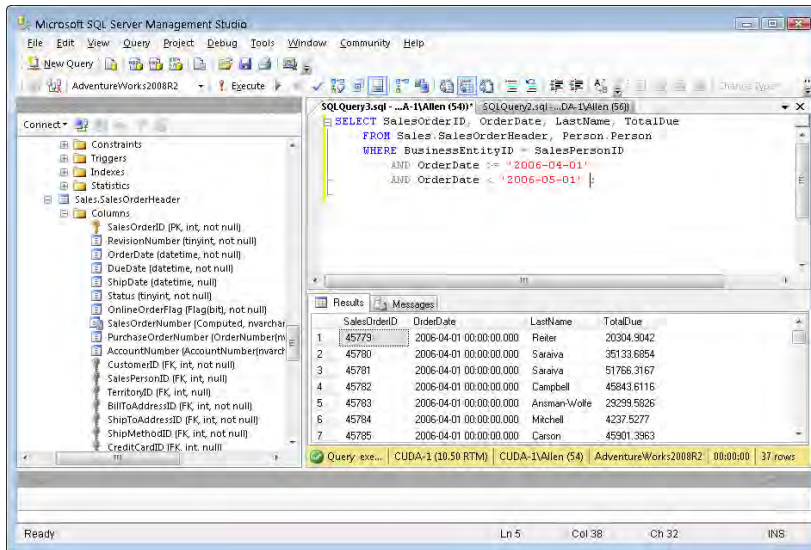 Microsoft SQL Server Management Studio
File Edit View Query Project Debug Tools Window Community Help
New Query
AdventureWorks2008R2 Execute Change Type
SQLQuery3.sql - ...A-1\Allen (54))* SQLQuery2.sql -...DA-1\Allen (56))
Connect
Constraints
Triggers
Indexes
Statistics
Sales.SalesOrderHeader
Columns
SalesOrderID (PK, int, not null)
RevisionNumber (tinyint, not null)
OrderDate (datetime, not null)
DueDate (datetime, not null)
ShipDate (datetime, null)
Status (tinyint, not null)
OnlineOrderFlag (Flag(bit), not null)
SalesOrderNumber (Computed, nvarchar
PurchaseOrderNumber (OrderNumber(n
AccountNumber (AccountNumber(nvarch
CustomerID (FK, int, not null)
SalesPersonID (FK, int, null)
TerritoryID (FK, int, null)
BillToAddressID (FK, int, not null)
ShipToAddressID (FK, int, not null)
ShipMethodID (FK, int, not null)
CreditCardID (FK, int, null)
SELECT SalesOrderID, OrderDate, LastName, TotalDue
FROM Sales.SalesOrderHeader, Person.Person
WHERE BusinessEntityID = SalesPersonID
AND OrderDate >= '2006-04-01'
AND OrderDate < '2006-05-01' ;
Results Messages
SalesOrderID OrderDate LastName TotalDue
1 45779 2006-04-01 00:00:00.000 Reiter 20304.9042
2 45780 2006-04-01 00:00:00.000 Saraiva 35133.6854
3 45781 2006-04-01 00:00:00.000 Saraiva 51766.3167
4 45782 2006-04-01 00:00:00.000 Campbell 45843.6116
5 45783 2006-04-01 00:00:00.000 Ansman-Wolfe 29299.5826
6 45784 2006-04-01 00:00:00.000 Mitchell 4237.5277
7 45785 2006-04-01 00:00:00.000 Carson 45901.3963
Query exe... CUDA-1 (10.50 RTM) CUDA-1\Allen (54) AdventureWorks2008R2 00:00:00 37 rows
Ready Ln 5 Col 38 Ch 32 INS